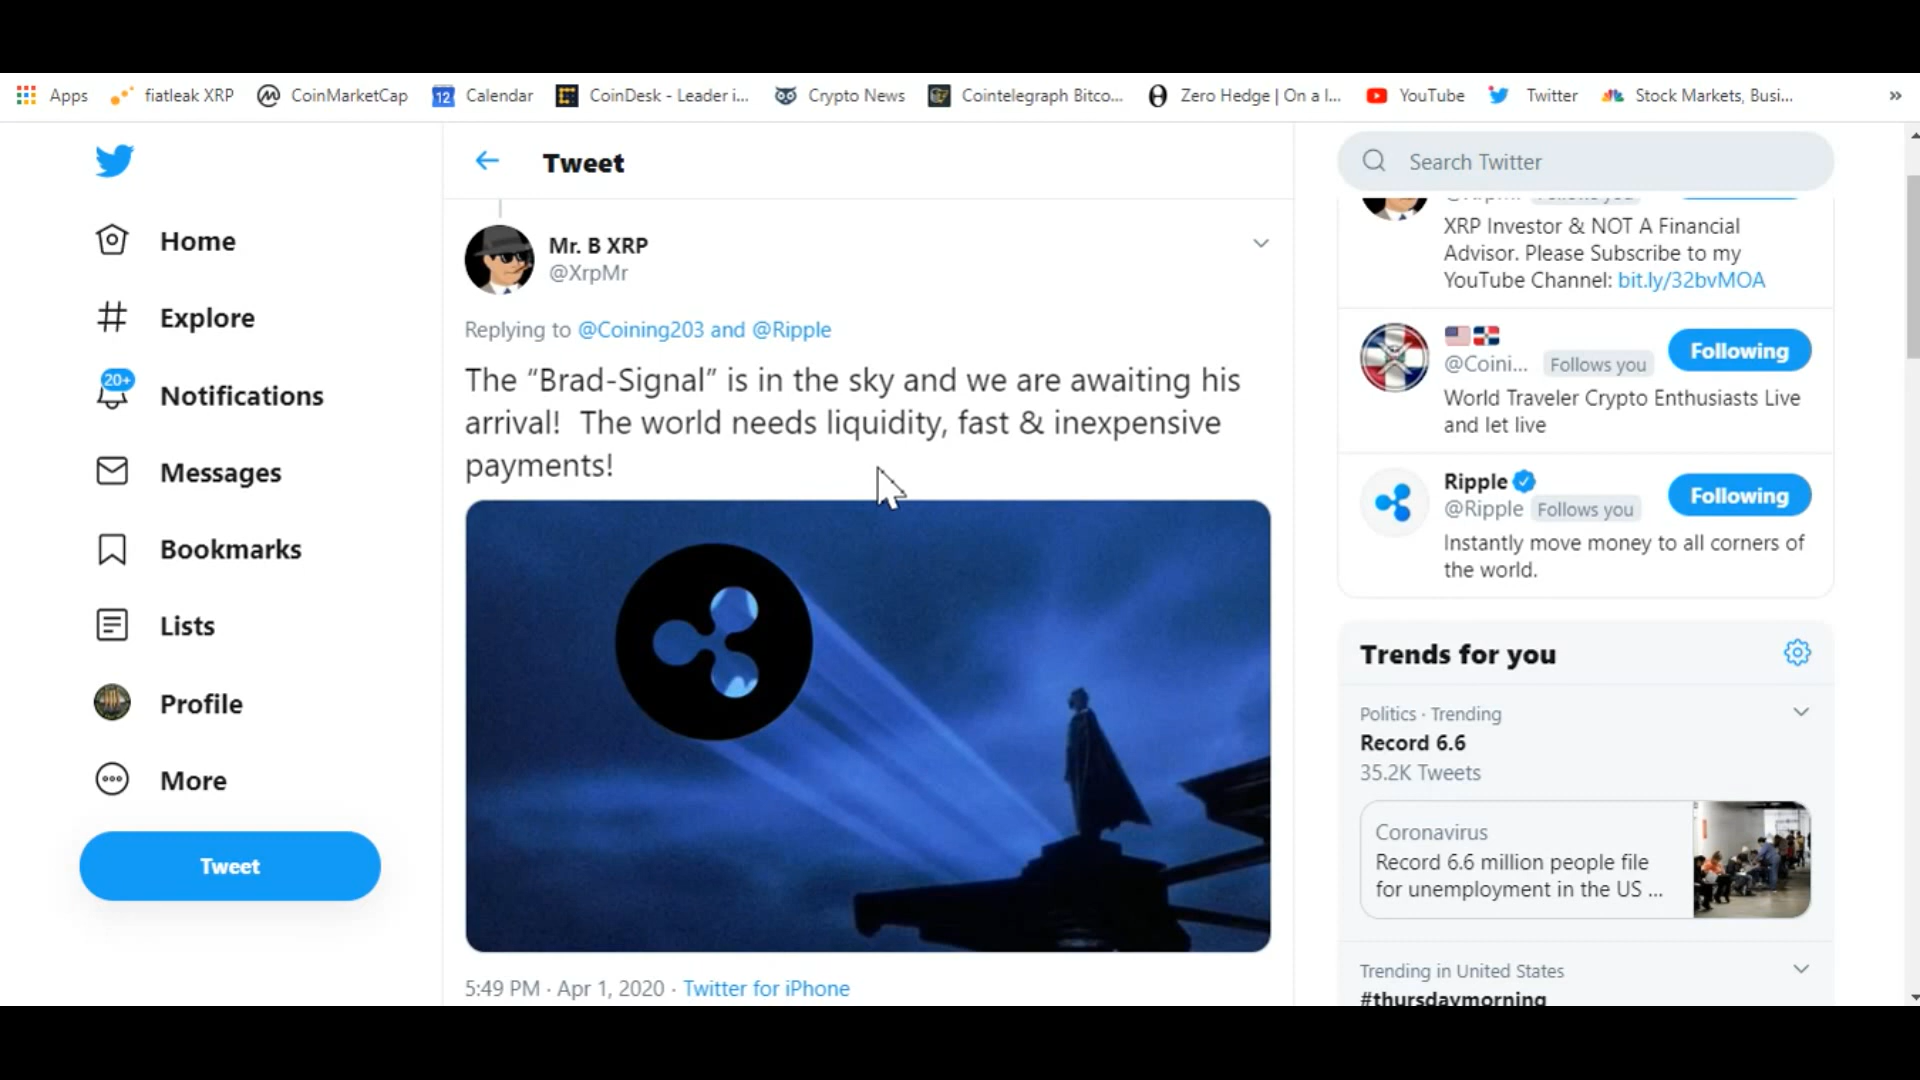 Apps fiatleak XRP CoinMarketCap 12 Calendar CoinDesk - Leader i... Crypto News Cointelegraph Bitco... Zero Hedge | On a l... YouTube Twitter Stock Markets, Busi... »
Home
Explore
20+
Notifications
Messages
Bookmarks
Lists
Profile
More
Tweet
Tweet
Mr. B XRP
@XrpMr
Replying to @Coining203 and @Ripple
The “Brad-Signal” is in the sky and we are awaiting his
arrival! The world needs liquidity, fast & inexpensive
payments!
5:49 PM · Apr 1, 2020 · Twitter for iPhone
Search Twitter
XRP Investor & NOT A Financial
Advisor. Please Subscribe to my
YouTube Channel: bit.ly/32bvMOA
@Coini... Follows you
Following
World Traveler Crypto Enthusiasts Live
and let live
Ripple
@Ripple Follows you
Following
Instantly move money to all corners of
the world.
Trends for you
Politics · Trending
Record 6.6
35.2K Tweets
Coronavirus
Record 6.6 million people file
for unemployment in the US ...
Trending in United States
#thursdaymorning